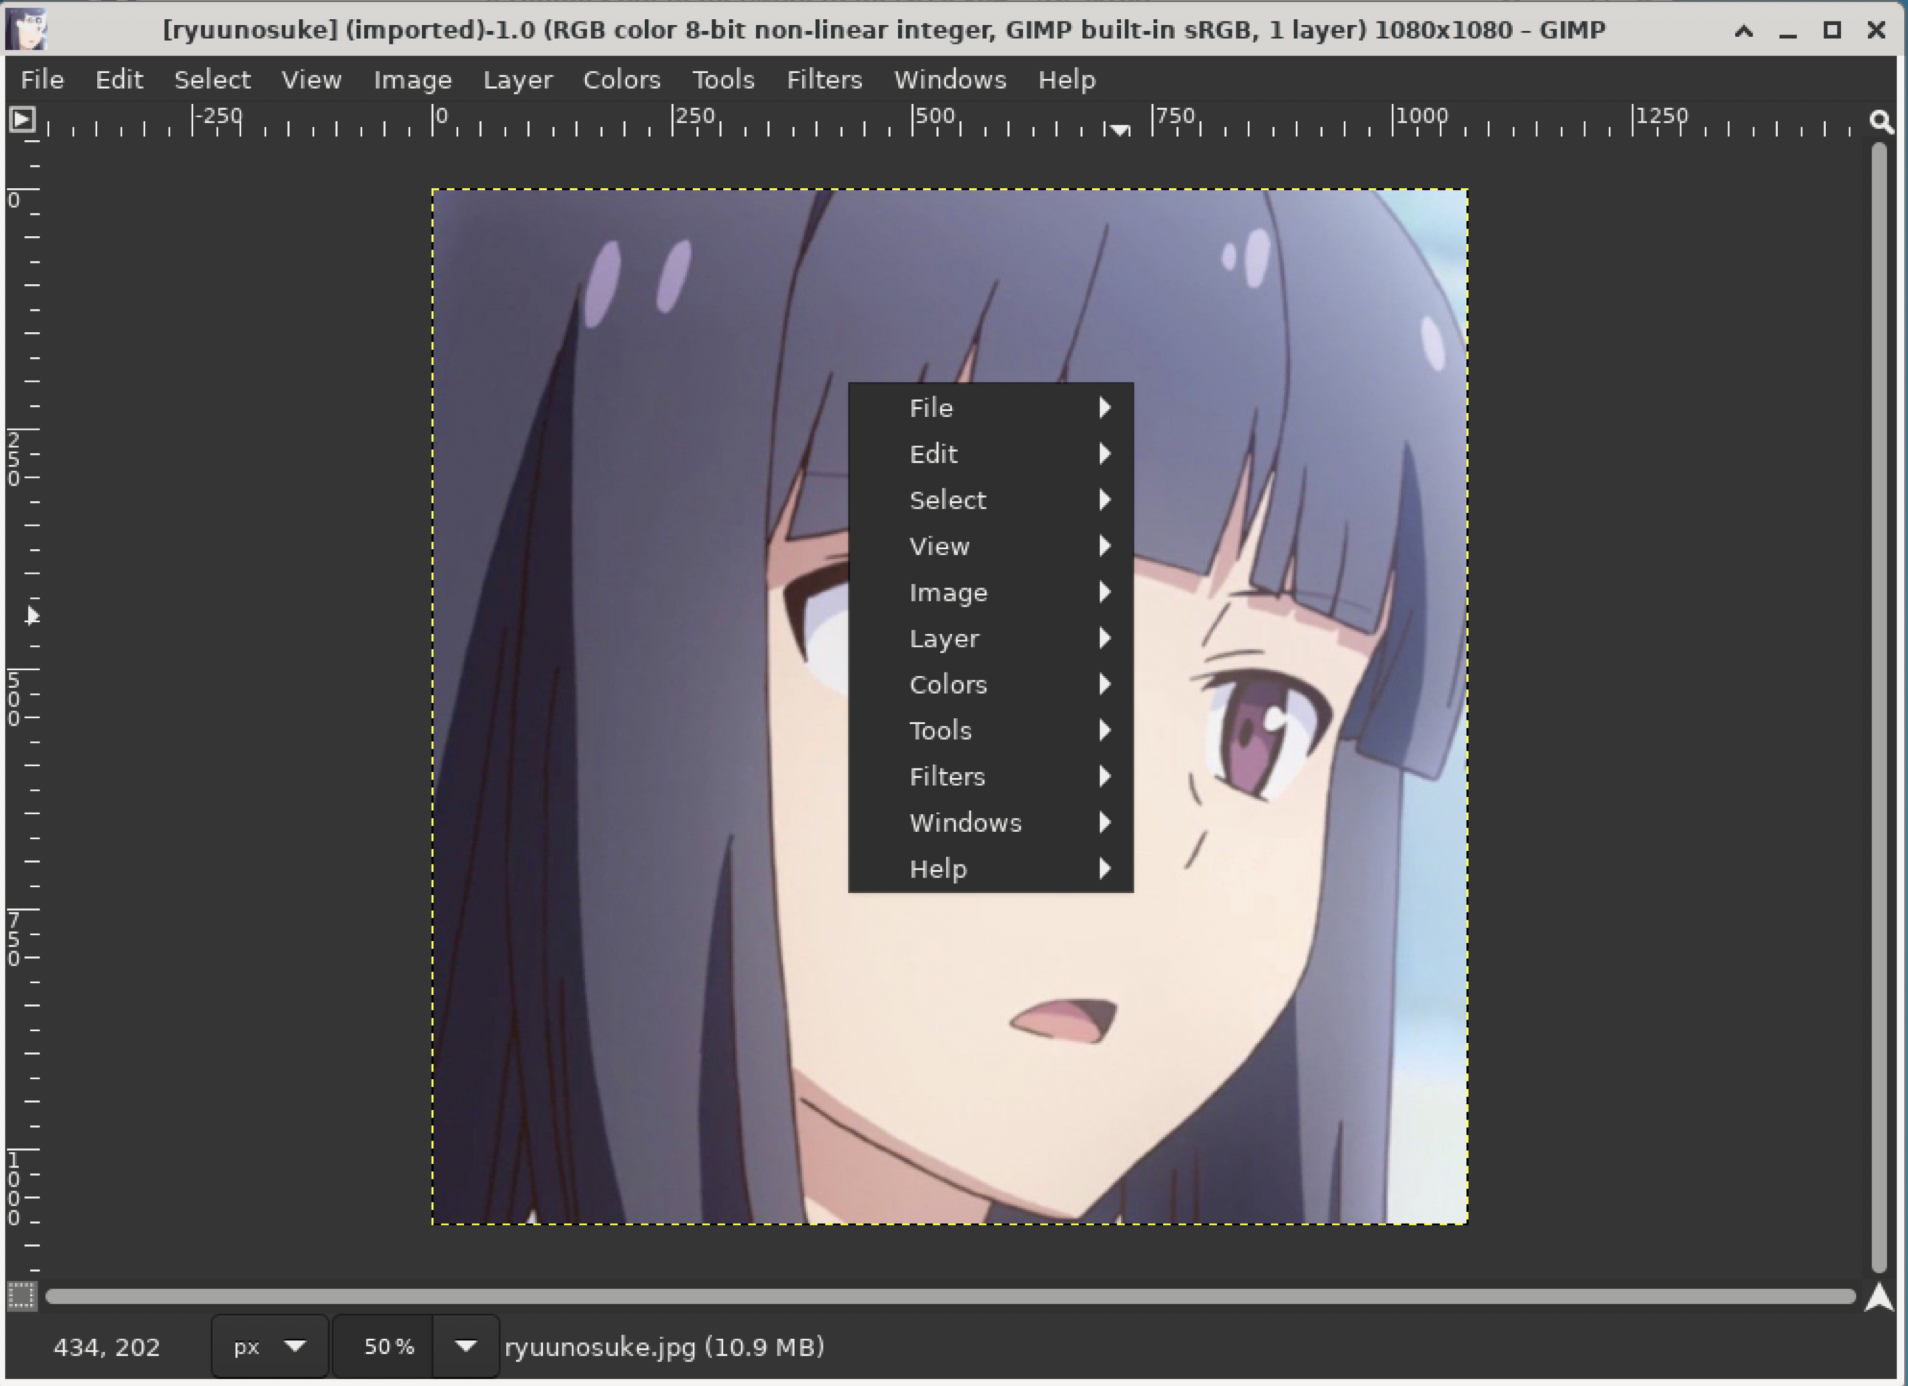 [ryuunosuke] (imported)-1.0 (RGB color 8-bit non-linear integer, GIMP built-in sRGB, 1 layer) 1080x1080 – GIMP
File Edit Select View Image Layer Colors Tools Filters Windows Help
-250 0 250 500 750 1000 1250
0
250
500
750
1000
File
Edit
Select
View
Image
Layer
Colors
Tools
Filters
Windows
Help
434, 202 px 50 % ryuunosuke.jpg (10.9 MB)